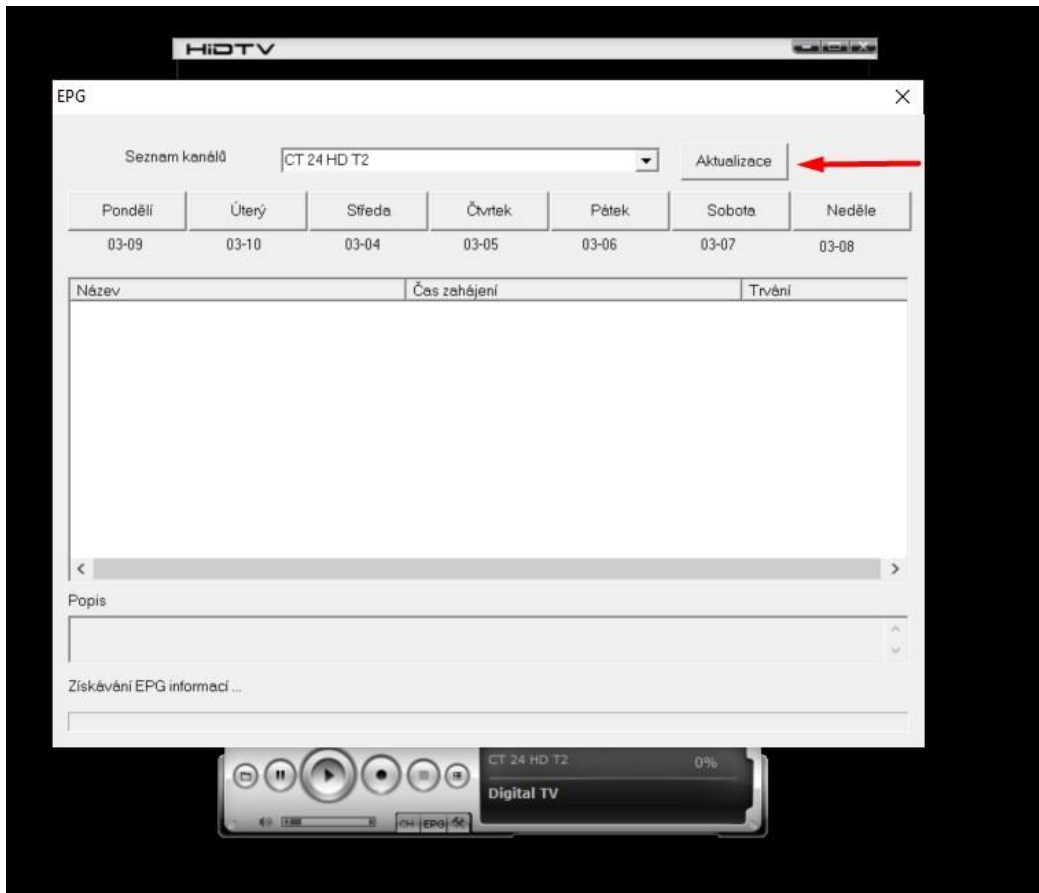 HiDTV
EPG
Seznam kanálů
CT 24 HD T2
Aktualizace
Pondělí Úterý Středa Čtvrtek Pátek Sobota Neděle
03-09 03-10 03-04 03-05 03-06 03-07 03-08
Název Čas zahájení Trvání
Popis
Získávání EPG informací ...
CT 24 HD T2 0%
Digital TV
CH EPG